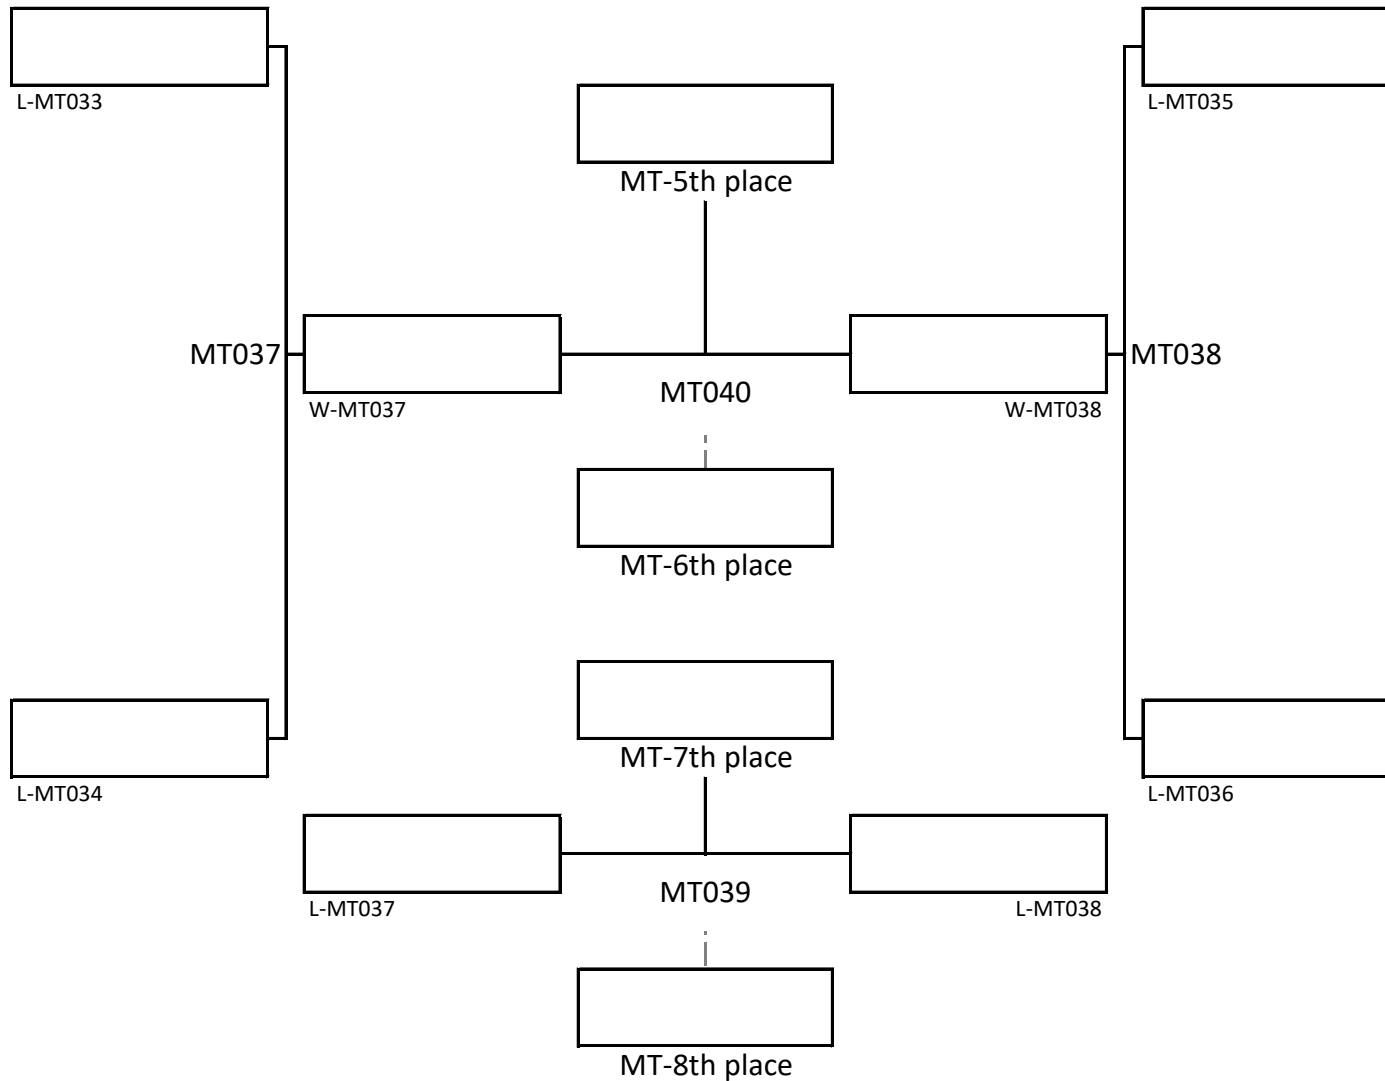 L-MT033
L-MT035
MT-5th place
MT037
MT038
W-MT037
MT040
W-MT038
MT-6th place
MT-7th place
L-MT034
L-MT036
L-MT037
MT039
L-MT038
MT-8th place